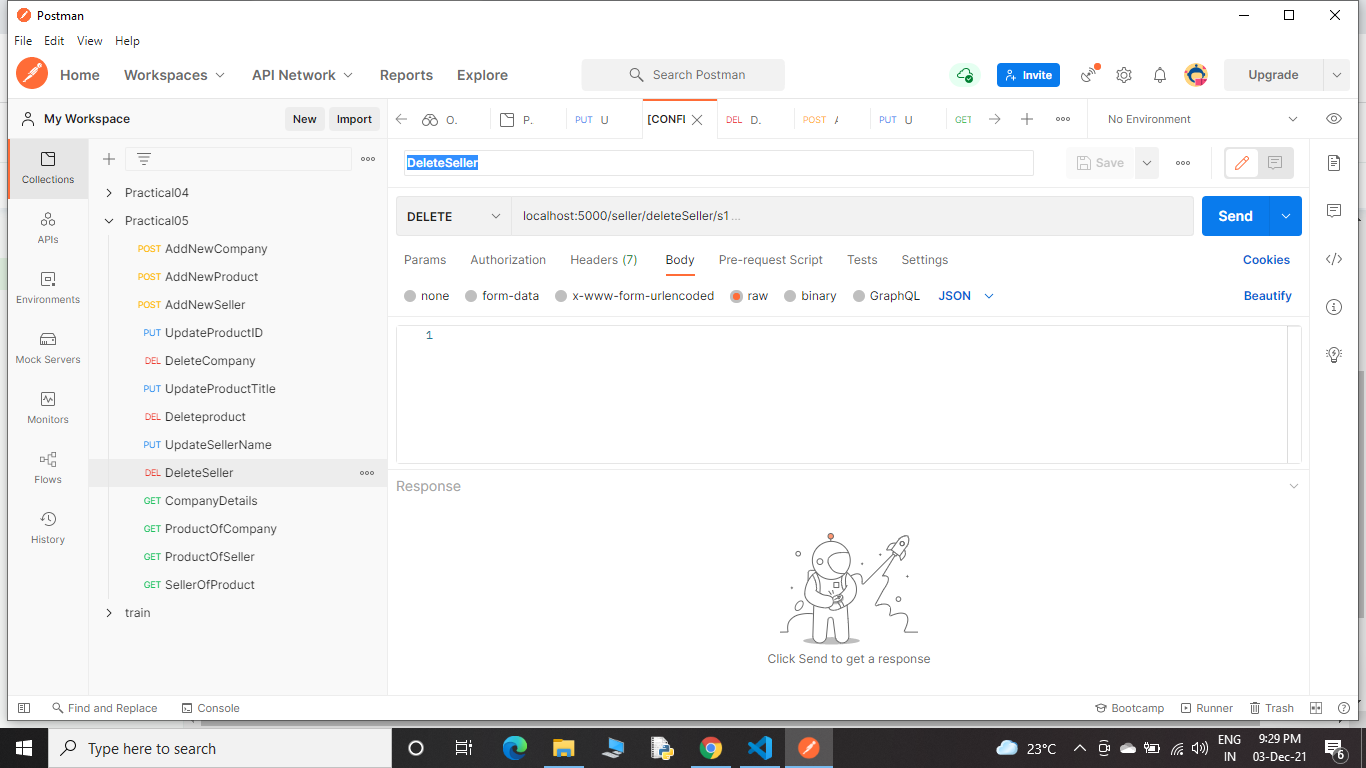 Postman
File Edit View Help
Home Workspaces API Network Reports Explore Search Postman Invite Upgrade
My Workspace New Import O. P. PUT U [CONFI DEL D. POST PUT U GET No Environment
Collections
APIs
Environments
Mock Servers
Monitors
Flows
History
Practical04
Practical05
POST AddNewCompany
POST AddNewProduct
POST AddNewSeller
PUT UpdateProductID
DEL DeleteCompany
PUT UpdateProductTitle
DEL Deleteproduct
PUT UpdateSellerName
DEL DeleteSeller
GET CompanyDetails
GET ProductOfCompany
GET ProductOfSeller
GET SellerOfProduct
train
DeleteSeller Save
DELETE localhost:5000/seller/deleteSeller/s1 ... Send
Params Authorization Headers (7) Body Pre-request Script Tests Settings Cookies
none form-data x-www-form-urlencoded raw binary GraphQL JSON Beautify
1
Response
Click Send to get a response
Find and Replace Console Bootcamp Runner Trash
Type here to search 23°C ENG IN 9:29 PM 03-Dec-21 6